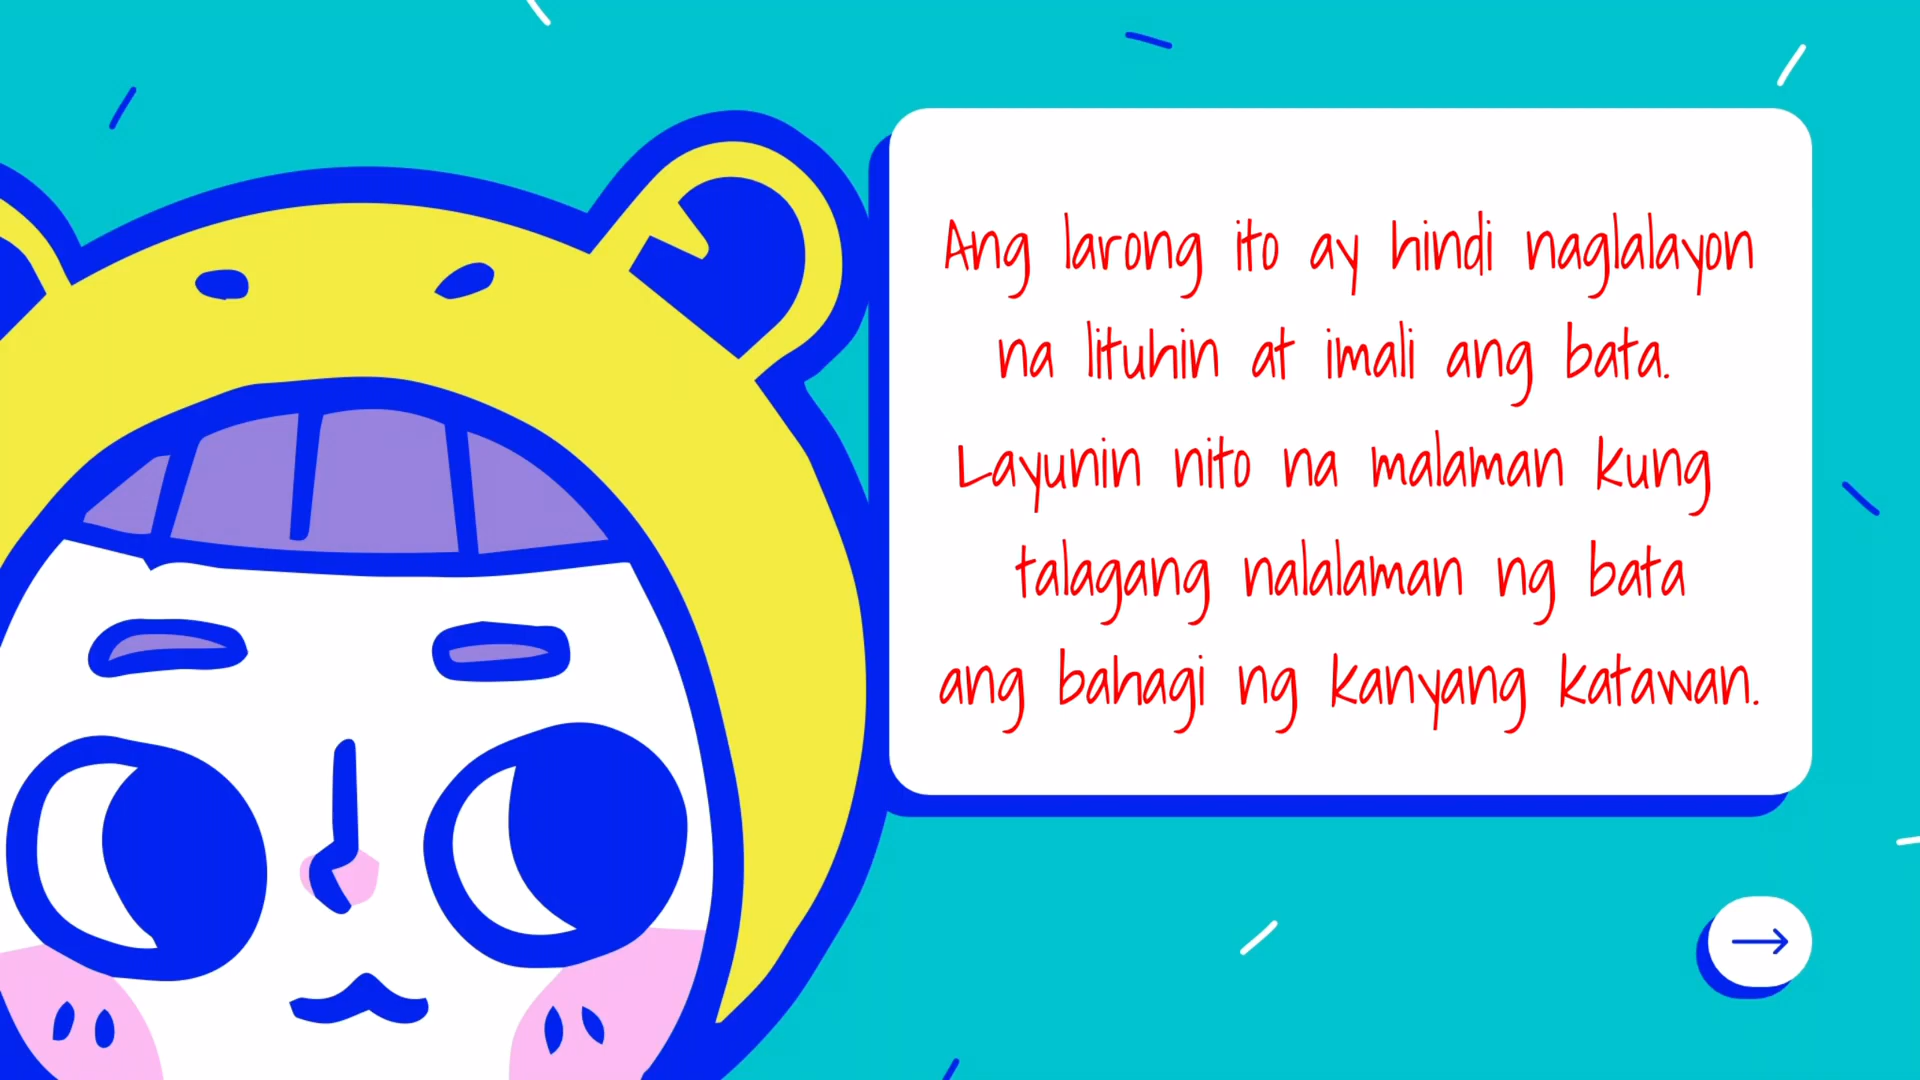 Ang larong ito ay hindi naglalayon
na lituhin at imali ang bata.
Layunin nito na malaman kung
talagang nalalaman ng bata
ang bahagi ng kanyang katawan.